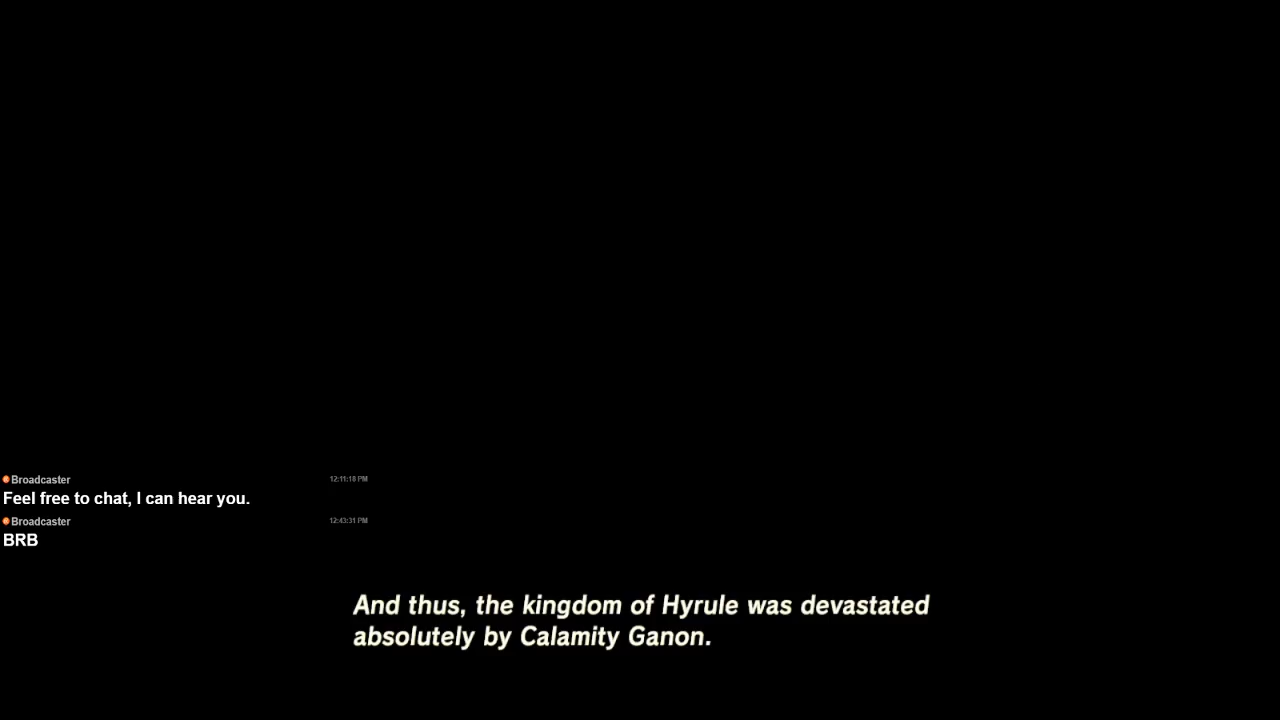 Broadcaster 12:11:18 PM
Feel free to chat, I can hear you.
Broadcaster 12:43:31 PM
BRB
And thus, the kingdom of Hyrule was devastated
absolutely by Calamity Ganon.